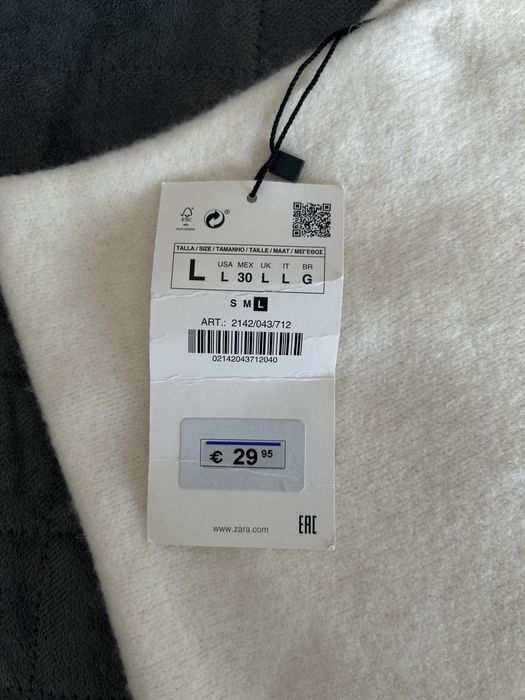 FSC
®
TALLA / SIZE / TAMANHO / TAILLE / MAAT / ΜΕΓΕΘΟΣ
L USA MEX UK IT BR
L 30 L L G
S M L
ART.: 2142/043/712
02142043712040
€ 29 95
www.zara.com EAC